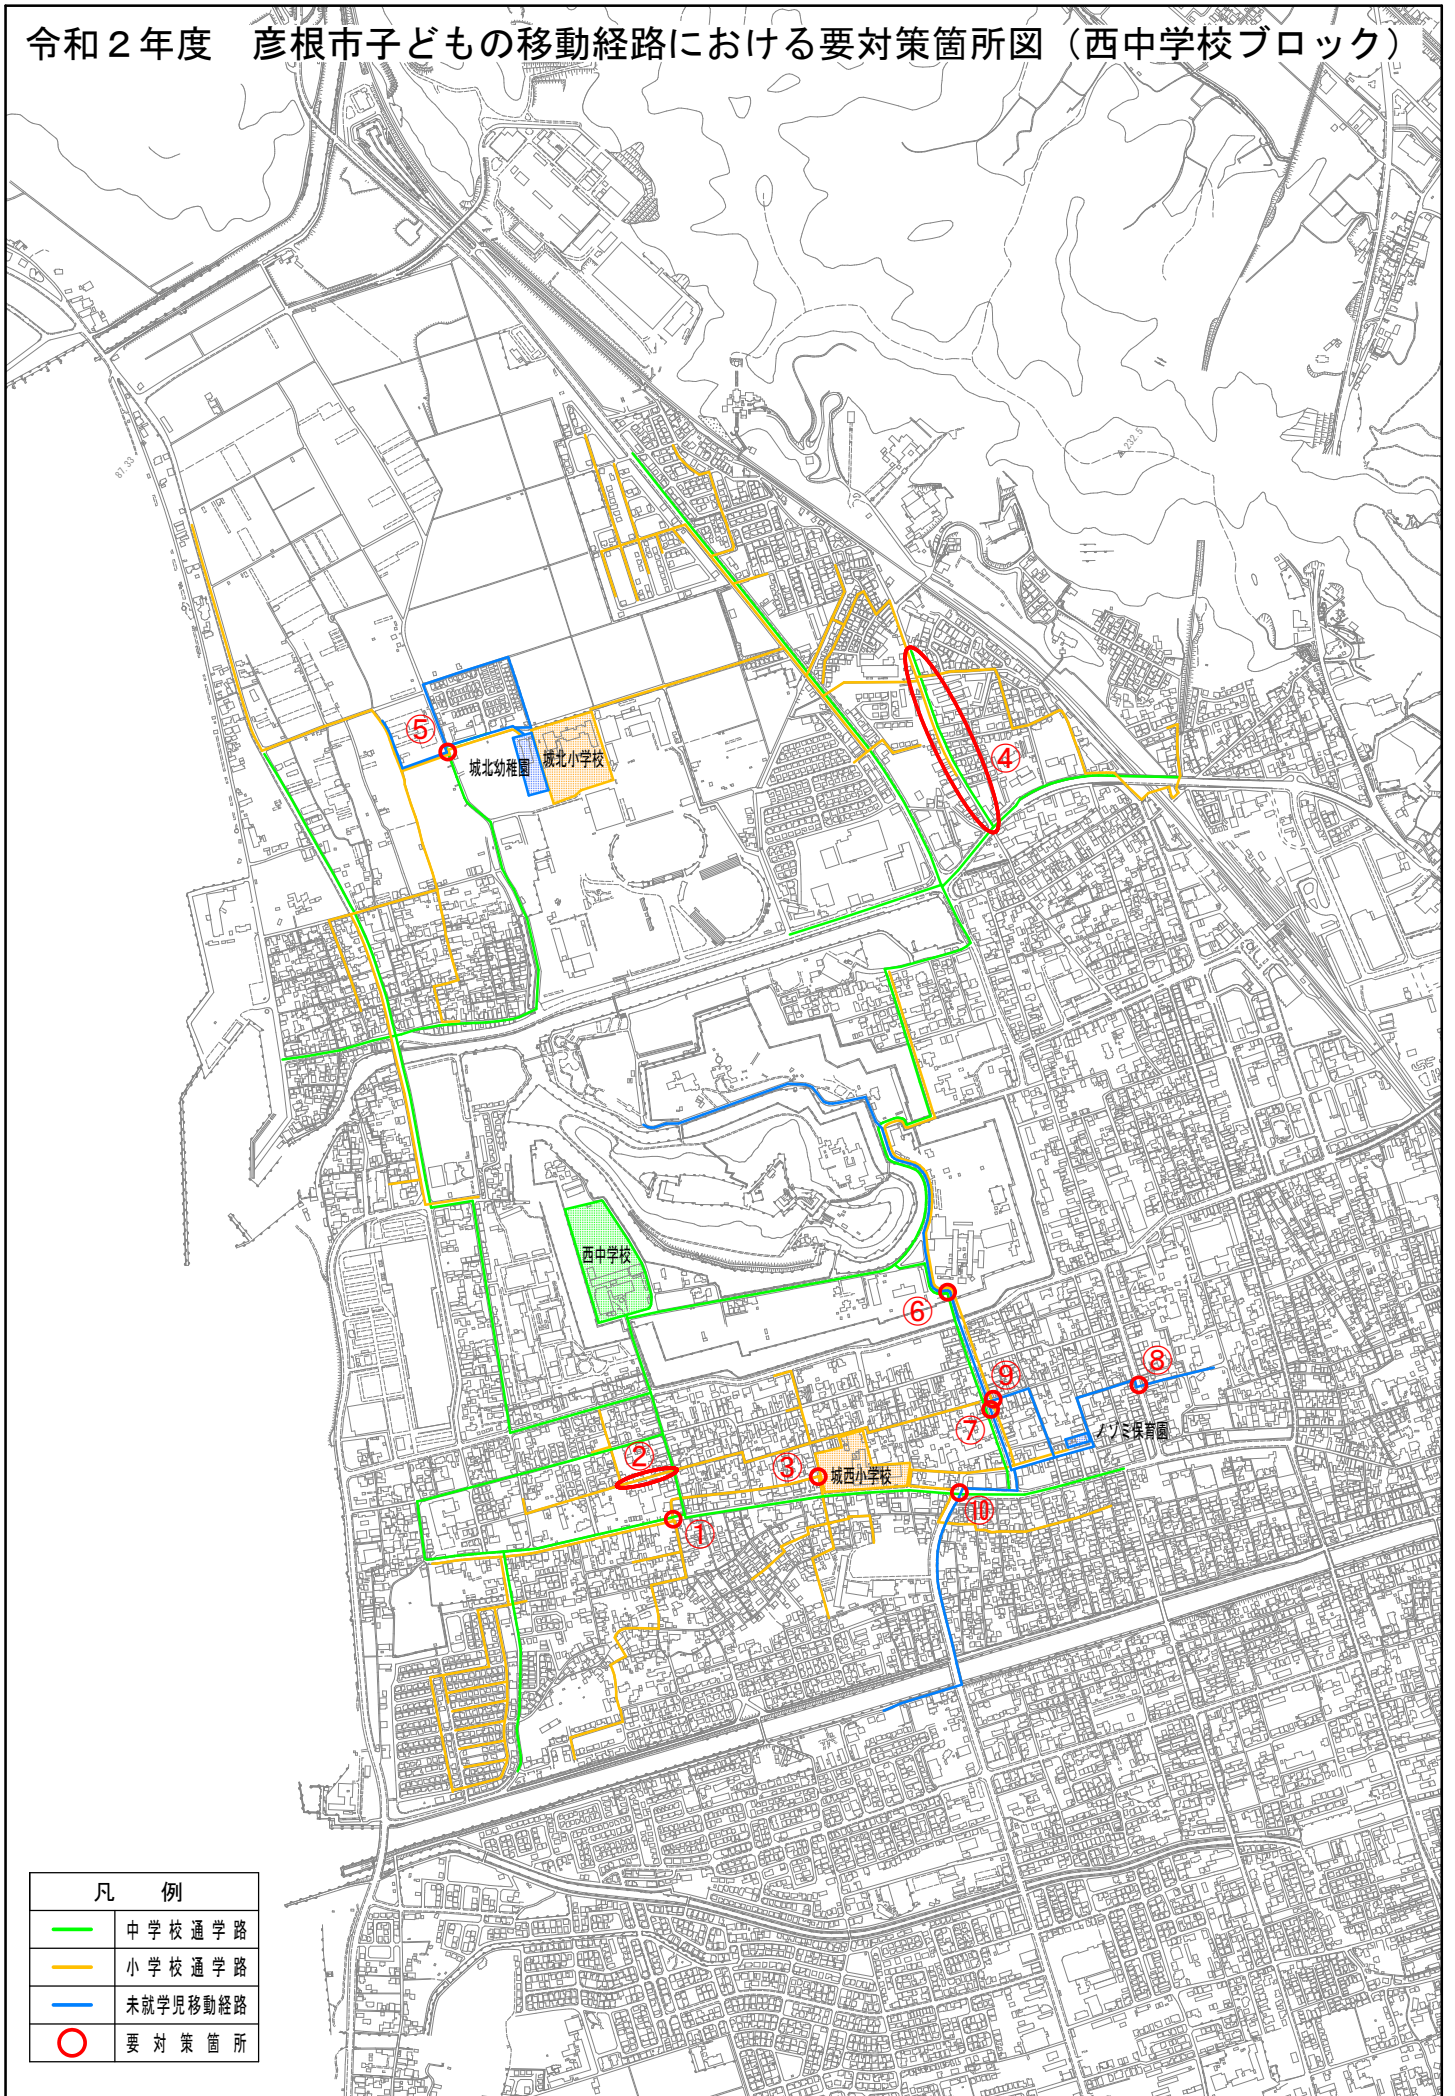 令和２年度　彦根市子どもの移動経路における要対策箇所図（西中学校ブロック）
87.33
232.5
④
⑤
城北幼稚園
城北小学校
西中学校
⑥
⑧
⑨
⑦
ノゾミ保育園
②
③
城西小学校
⑩
①
凡　例
中学校通学路
小学校通学路
未就学児移動経路
要対策箇所